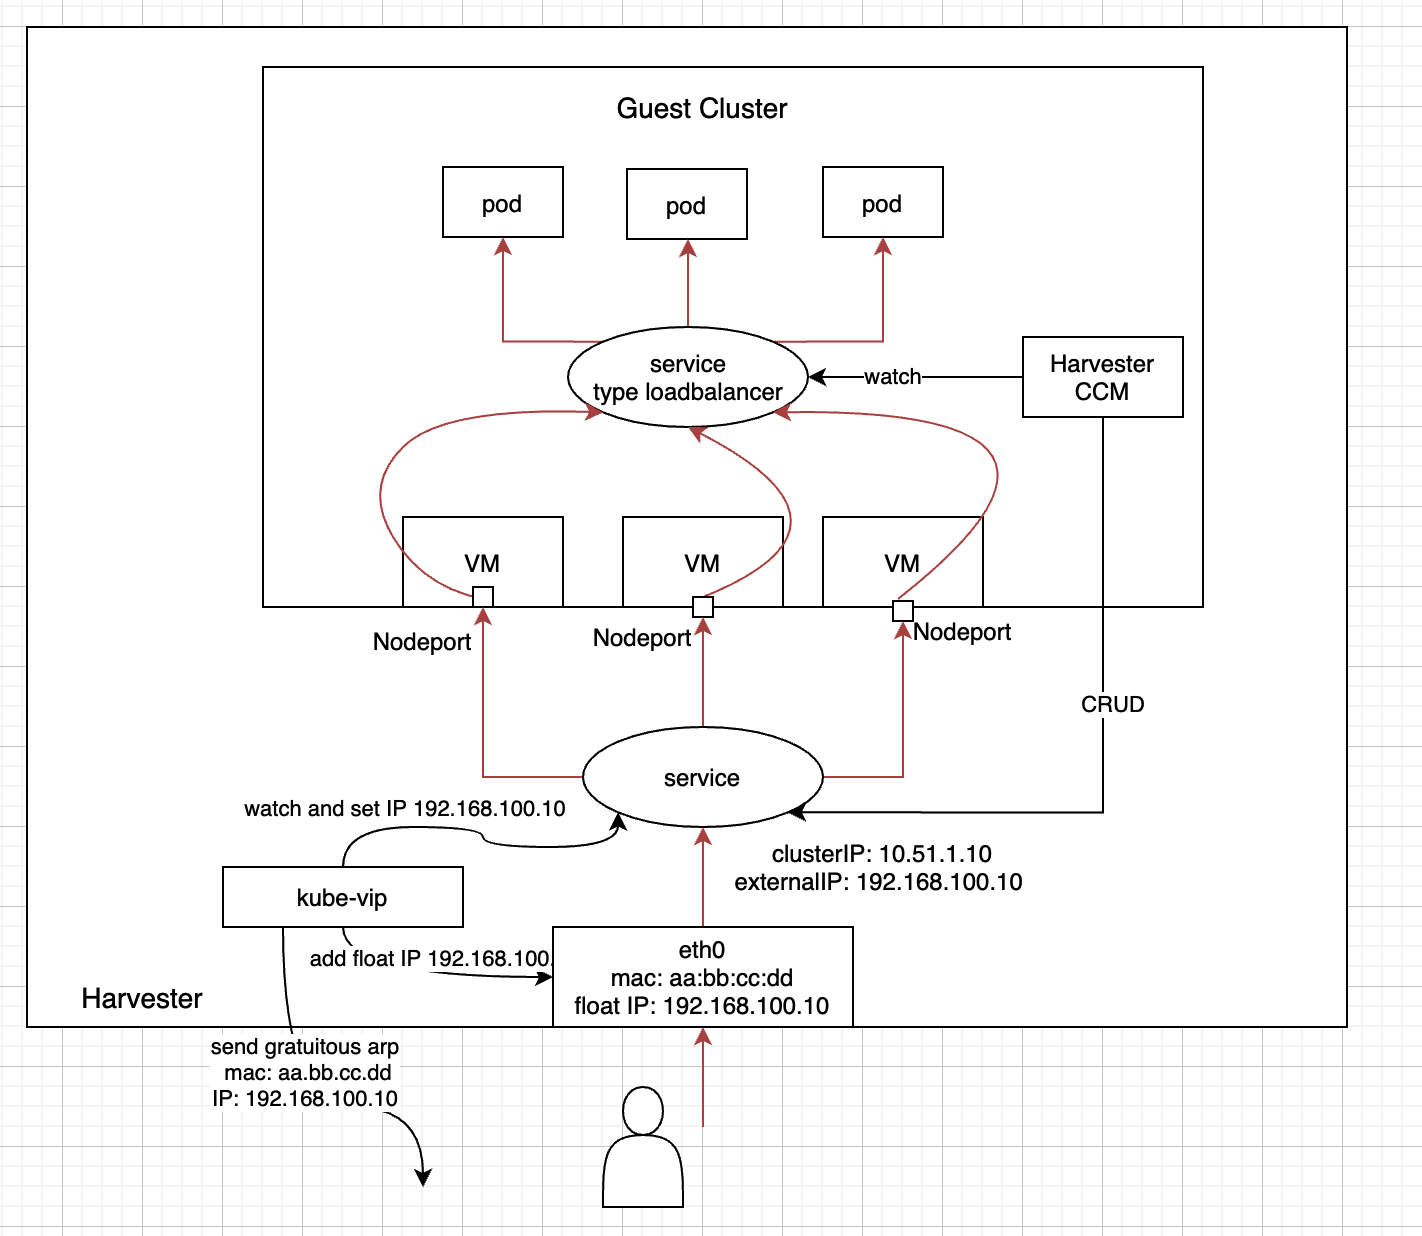 Guest Cluster
pod
pod
pod
service
type loadbalancer
watch
Harvester
CCM
VM
VM
VM
Nodeport
Nodeport
Nodeport
CRUD
service
watch and set IP 192.168.100.10
clusterIP: 10.51.1.10
externalIP: 192.168.100.10
kube-vip
add float IP 192.168.100.
eth0
mac: aa:bb:cc:dd
float IP: 192.168.100.10
Harvester
send gratuitous arp
mac: aa.bb.cc.dd
IP: 192.168.100.10